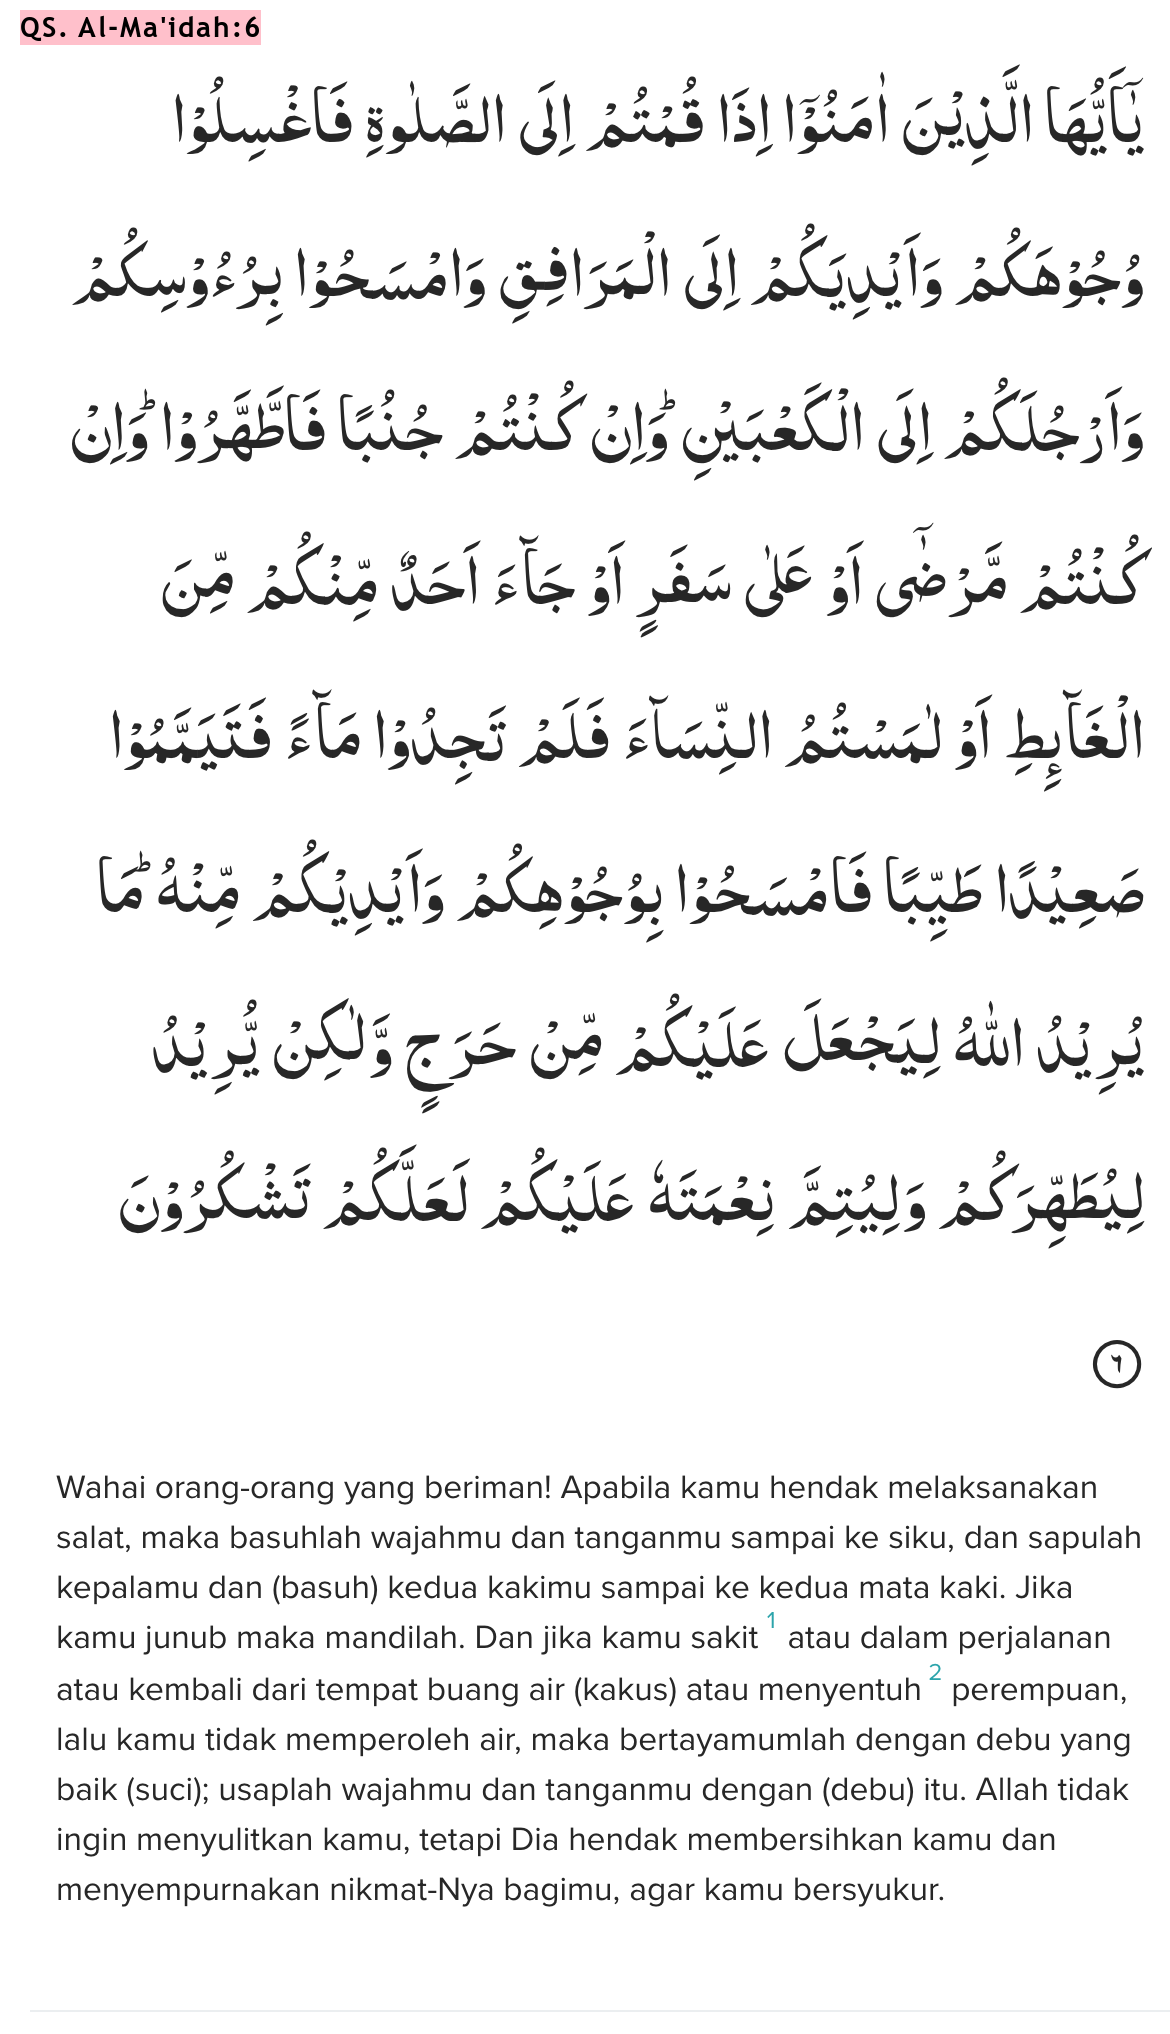 QS. Al-Ma'idah:6
يٰٓاَيُّهَا الَّذِيْنَ اٰمَنُوْٓا اِذَا قُمْتُمْ اِلَى الصَّلٰوةِ فَاغْسِلُوْا
وُجُوْهَكُمْ وَاَيْدِيَكُمْ اِلَى الْمَرَافِقِ وَامْسَحُوْا بِرُءُوْسِكُمْ
وَاَرْجُلَكُمْ اِلَى الْكَعْبَيْنِۗ وَاِنْ كُنْتُمْ جُنُبًا فَاطَّهَّرُوْاۗ وَاِنْ
كُنْتُمْ مَّرْضٰٓى اَوْ عَلٰى سَفَرٍ اَوْ جَاۤءَ اَحَدٌ مِّنْكُمْ مِّنَ
الْغَاۤىِٕطِ اَوْ لٰمَسْتُمُ النِّسَاۤءَ فَلَمْ تَجِدُوْا مَاۤءً فَتَيَمَّمُوْا
صَعِيْدًا طَيِّبًا فَامْسَحُوْا بِوُجُوْهِكُمْ وَاَيْدِيْكُمْ مِّنْهُ ۗمَا
يُرِيْدُ اللّٰهُ لِيَجْعَلَ عَلَيْكُمْ مِّنْ حَرَجٍ وَّلٰكِنْ يُّرِيْدُ
لِيُطَهِّرَكُمْ وَلِيُتِمَّ نِعْمَتَهٗ عَلَيْكُمْ لَعَلَّكُمْ تَشْكُرُوْنَ
٦
Wahai orang-orang yang beriman! Apabila kamu hendak melaksanakan
salat, maka basuhlah wajahmu dan tanganmu sampai ke siku, dan sapulah
kepalamu dan (basuh) kedua kakimu sampai ke kedua mata kaki. Jika
kamu junub maka mandilah. Dan jika kamu sakit 1 atau dalam perjalanan
atau kembali dari tempat buang air (kakus) atau menyentuh 2 perempuan,
lalu kamu tidak memperoleh air, maka bertayamumlah dengan debu yang
baik (suci); usaplah wajahmu dan tanganmu dengan (debu) itu. Allah tidak
ingin menyulitkan kamu, tetapi Dia hendak membersihkan kamu dan
menyempurnakan nikmat-Nya bagimu, agar kamu bersyukur.